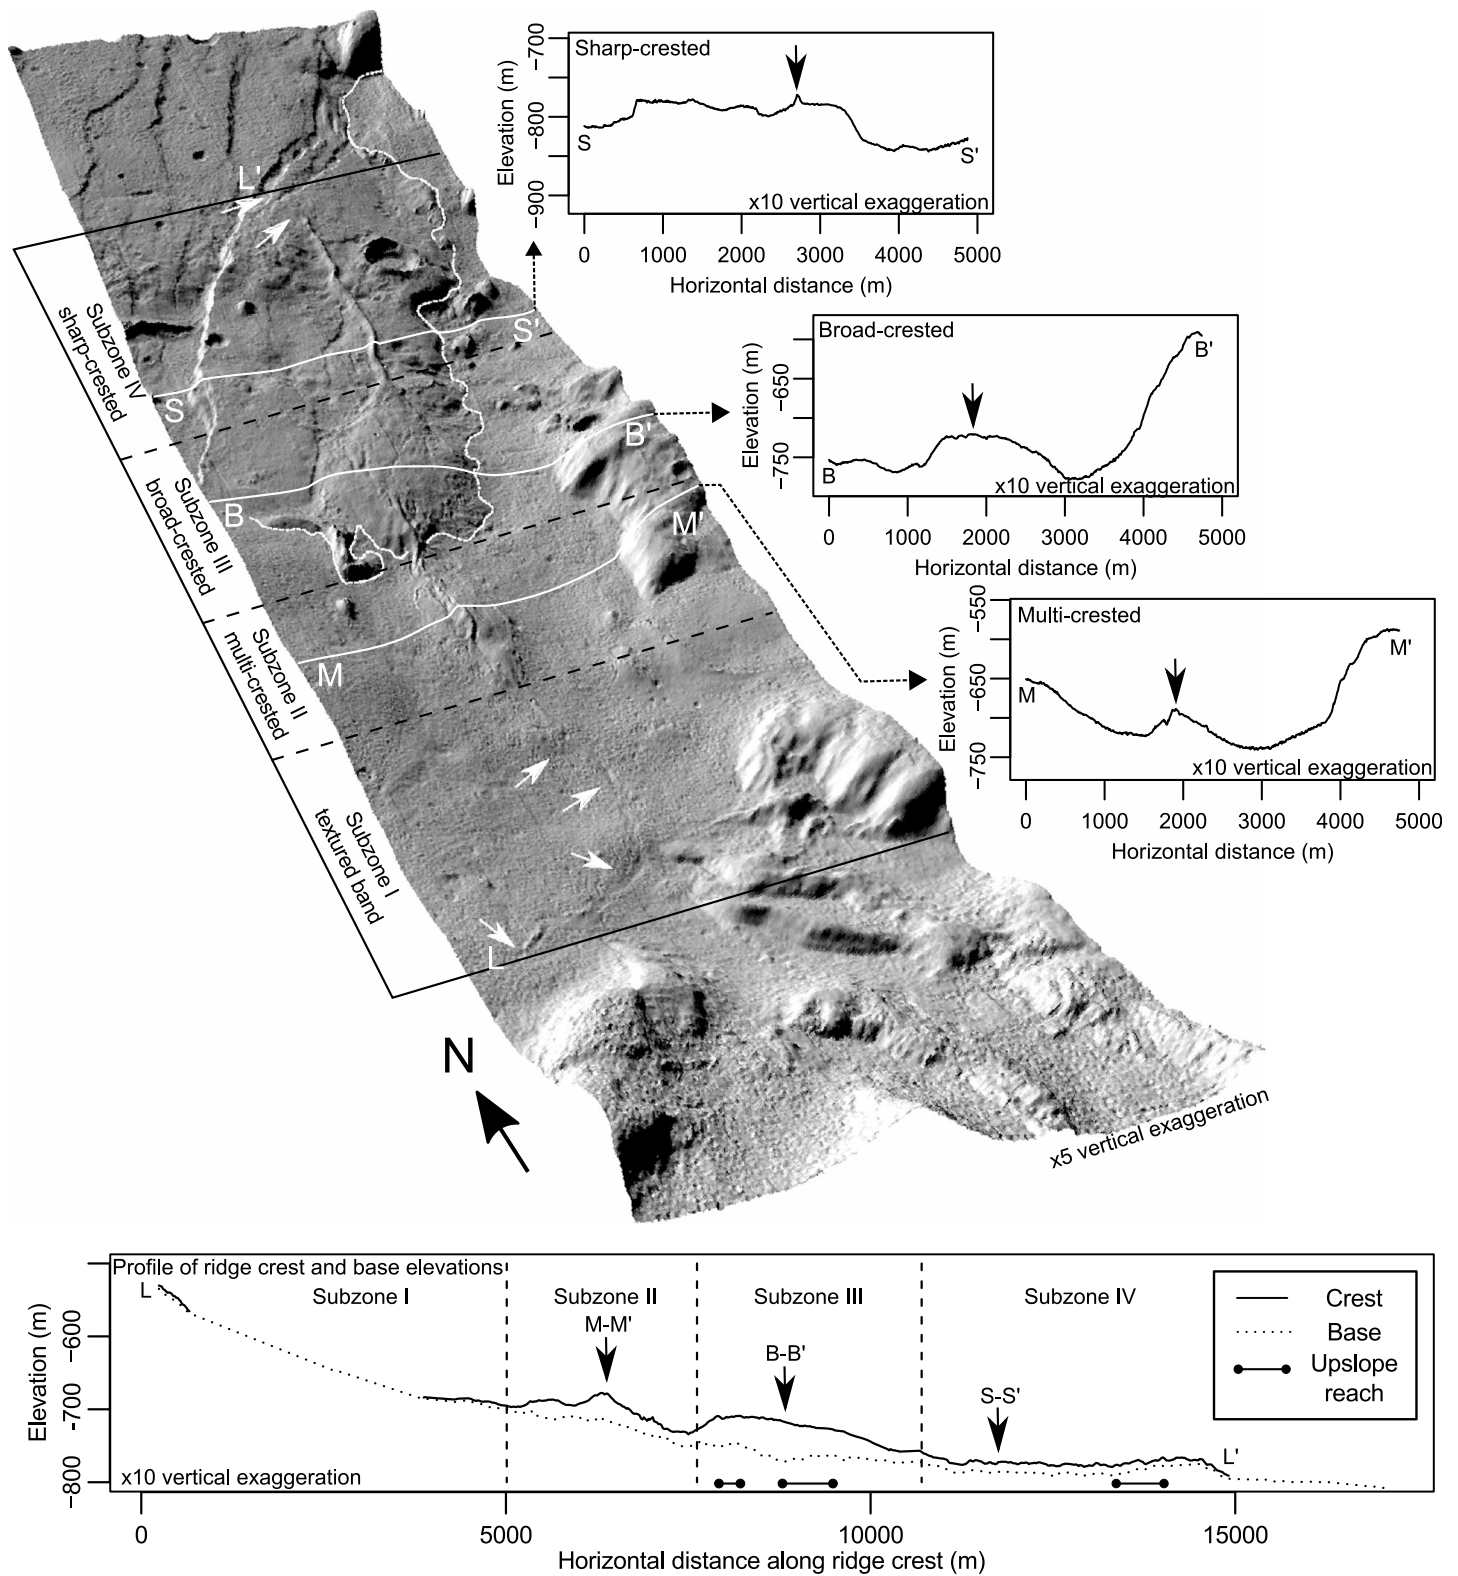 Sharp-crested
Elevation (m)
−700
−800
−900
S
S'
x10 vertical exaggeration
0 1000 2000 3000 4000 5000
Horizontal distance (m)
Broad-crested
Elevation (m)
−650
−750
B
B'
x10 vertical exaggeration
0 1000 2000 3000 4000 5000
Horizontal distance (m)
Multi-crested
Elevation (m)
−550
−650
−750
M
M'
x10 vertical exaggeration
0 1000 2000 3000 4000 5000
Horizontal distance (m)
L'
S
S'
B
B'
M
M'
L
Subzone IV
sharp-crested
Subzone III
broad-crested
Subzone II
multi-crested
Subzone I
textured band
N
x5 vertical exaggeration
Profile of ridge crest and base elevations
L
Subzone I Subzone II Subzone III Subzone IV
M-M'
B-B'
S-S'
L'
Crest
Base
Upslope
reach
Elevation (m)
-600
-700
-800
x10 vertical exaggeration
0 5000 10000 15000
Horizontal distance along ridge crest (m)